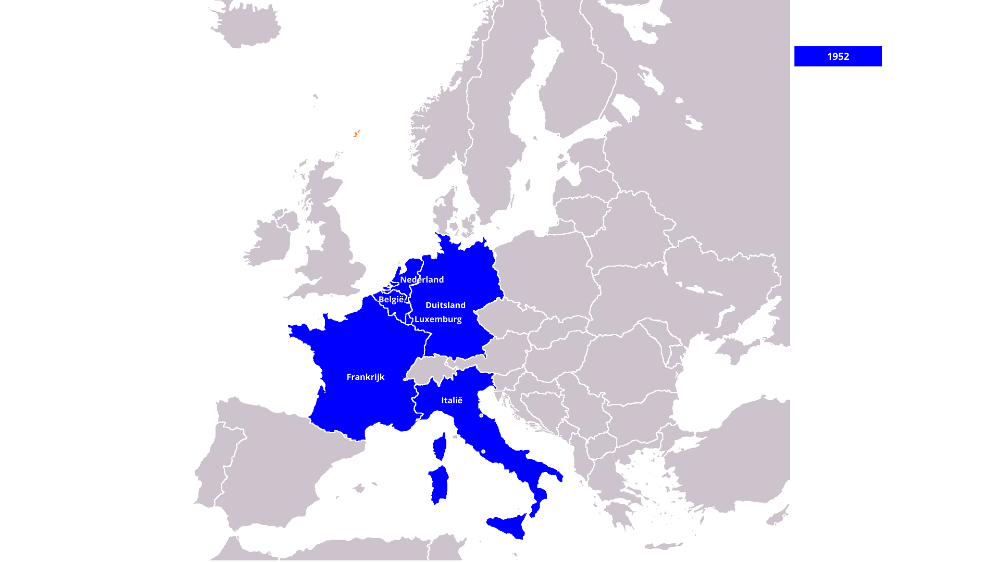 1952
Nederland
België
Duitsland
Luxemburg
Frankrijk
Italië